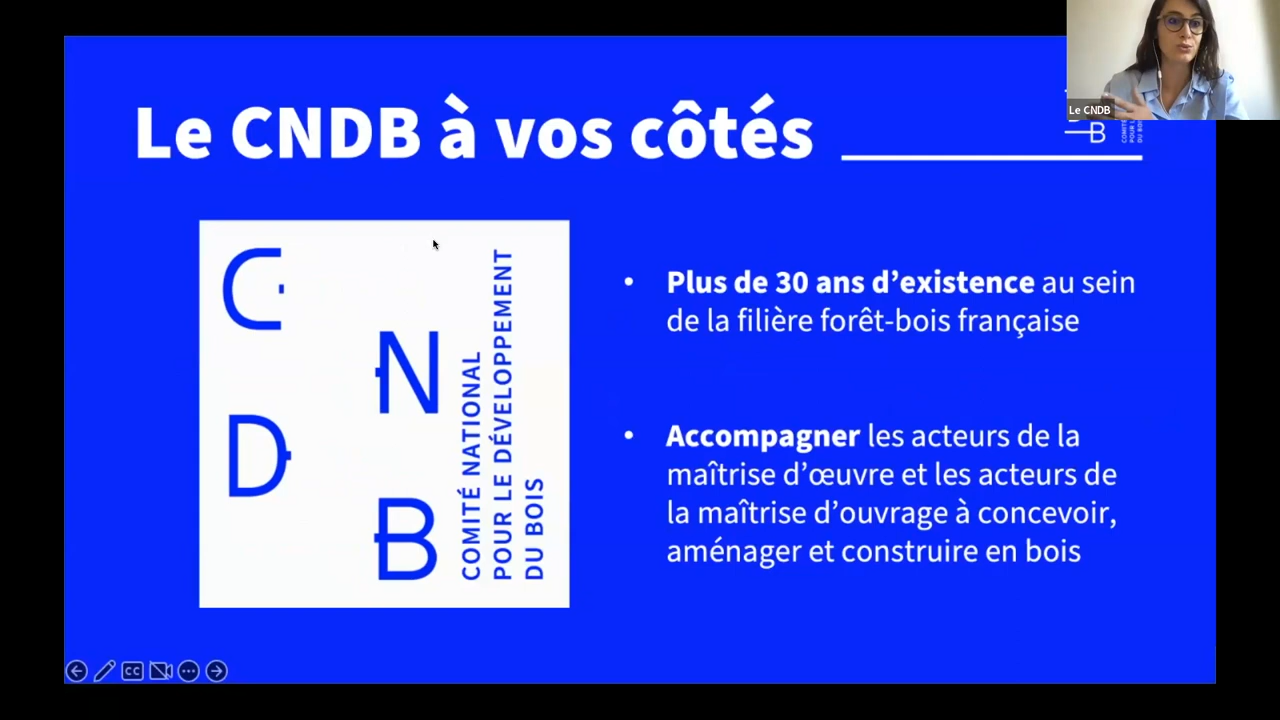 Le CNDB à vos côtés
Le CNDB
B
C
N
D
B
COMITÉ NATIONAL
POUR LE DÉVELOPPEMENT
DU BOIS
• Plus de 30 ans d’existence au sein
de la filière forêt-bois française
• Accompagner les acteurs de la
maîtrise d’œuvre et les acteurs de
la maîtrise d’ouvrage à concevoir,
aménager et construire en bois
CC